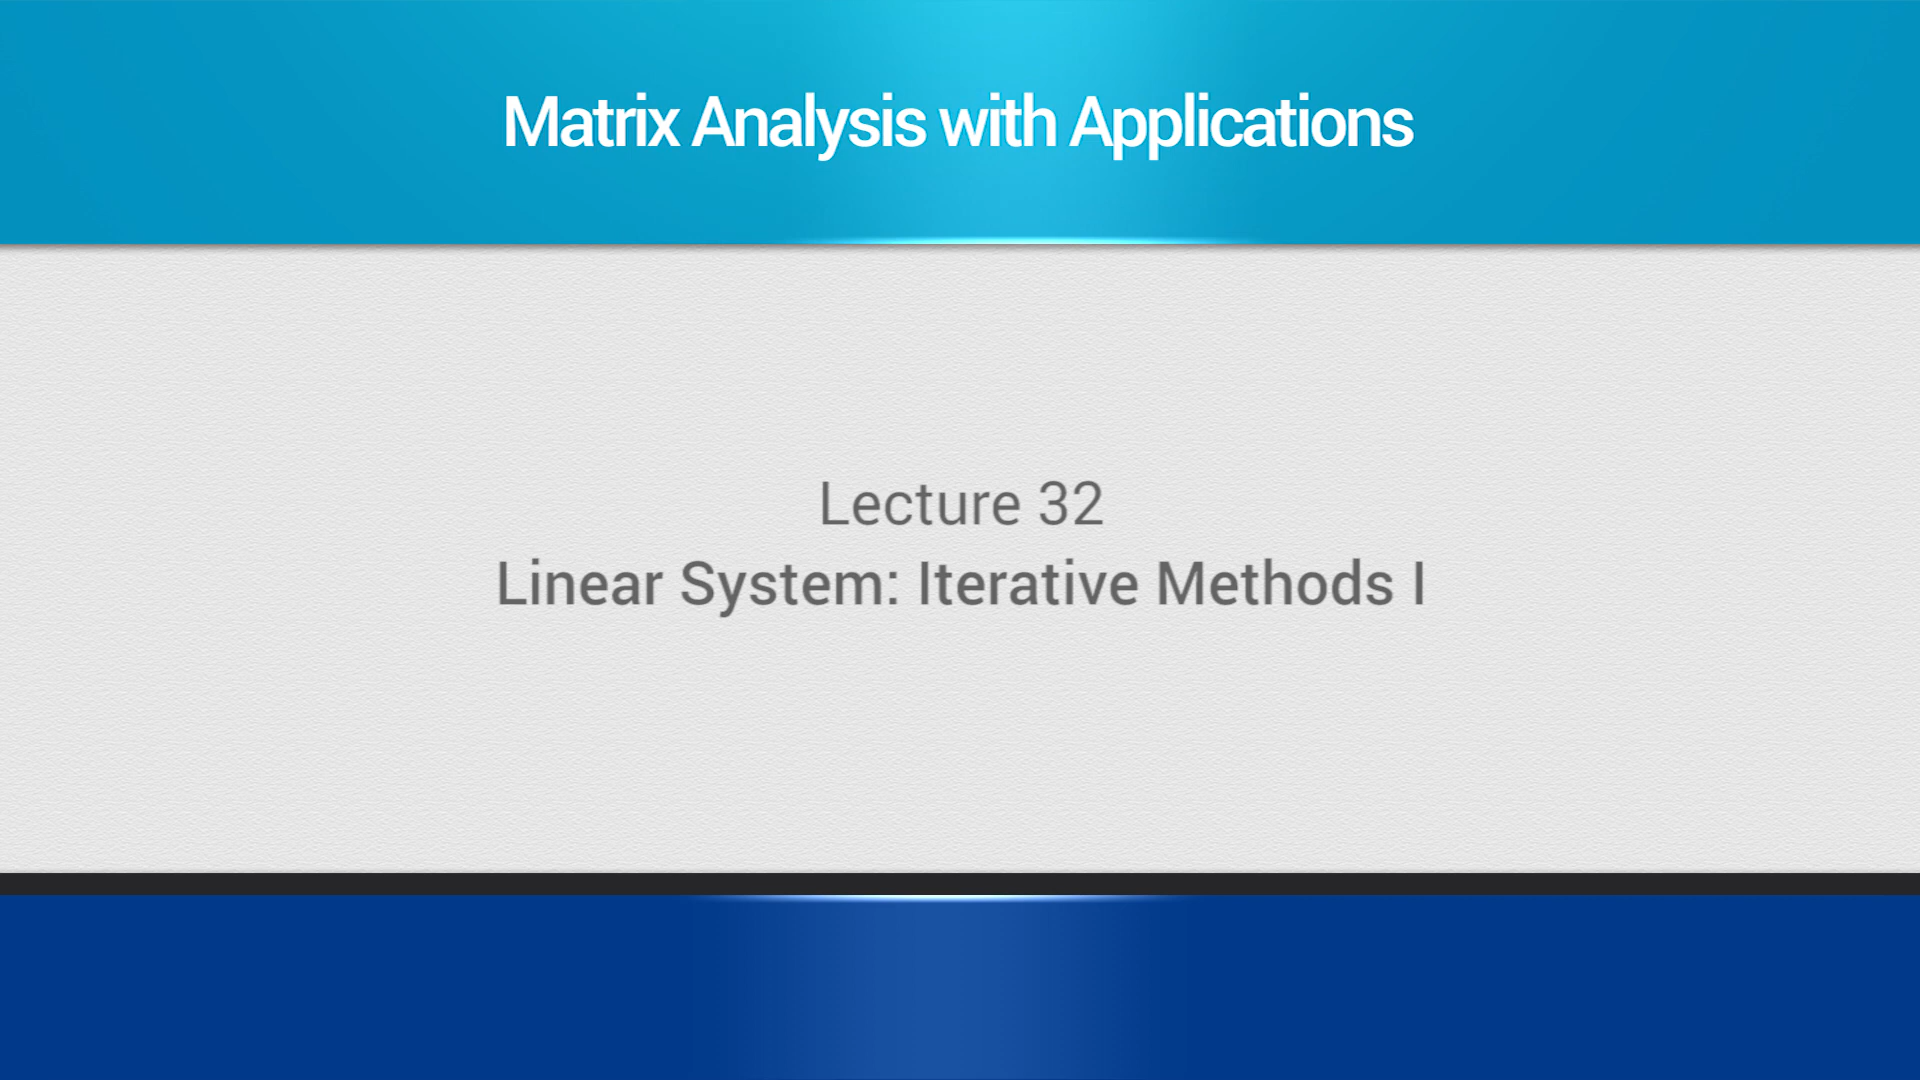 Matrix Analysis with Applications
Lecture 32
Linear System: Iterative Methods I